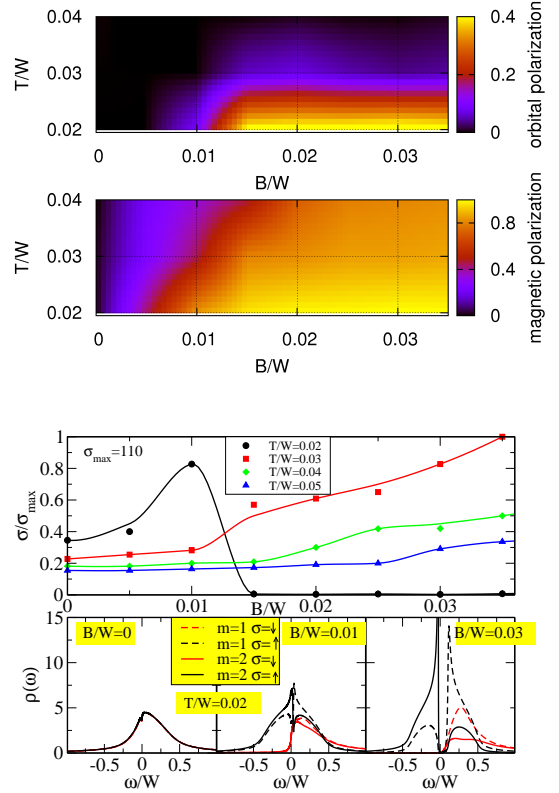 0.04
0.03
0.02
T/W
0 0.01 0.02 0.03
B/W
0.4
0.2
0
orbital polarization
0.04
0.03
0.02
T/W
0 0.01 0.02 0.03
B/W
0.8
0.4
0
magnetic polarization
1
0.8
0.6
0.4
0.2
0
σ/σmax
σmax=110
T/W=0.02
T/W=0.03
T/W=0.04
T/W=0.05
0 0.01 0.02 0.03
B/W
15
10
5
0
ρ(ω)
B/W=0
m=1 σ=↓
m=1 σ=↑
m=2 σ=↓
m=2 σ=↑
B/W=0.01
B/W=0.03
T/W=0.02
-0.5 0 0.5 -0.5 0 0.5 -0.5 0 0.5
ω/W ω/W ω/W